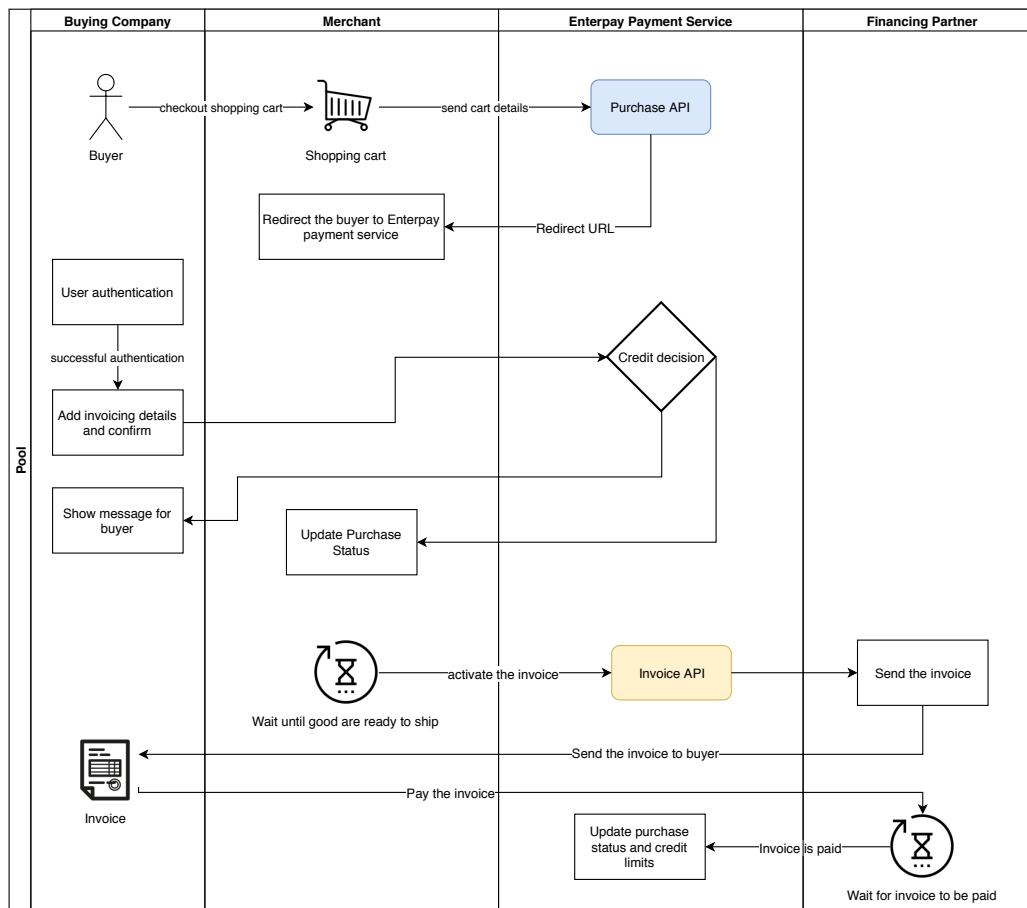 Buying Company
Merchant
Enterpay Payment Service
Financing Partner
Pool
checkout shopping cart
send cart details
Purchase API
Buyer
Shopping cart
Redirect the buyer to Enterpay
payment service
Redirect URL
User authentication
successful authentication
Credit decision
Add invoicing details
and confirm
Show message for
buyer
Update Purchase
Status
activate the invoice
Invoice API
Send the invoice
Wait until good are ready to ship
Send the invoice to buyer
Pay the invoice
Invoice
Update purchase
status and credit
limits
Invoice is paid
Wait for invoice to be paid